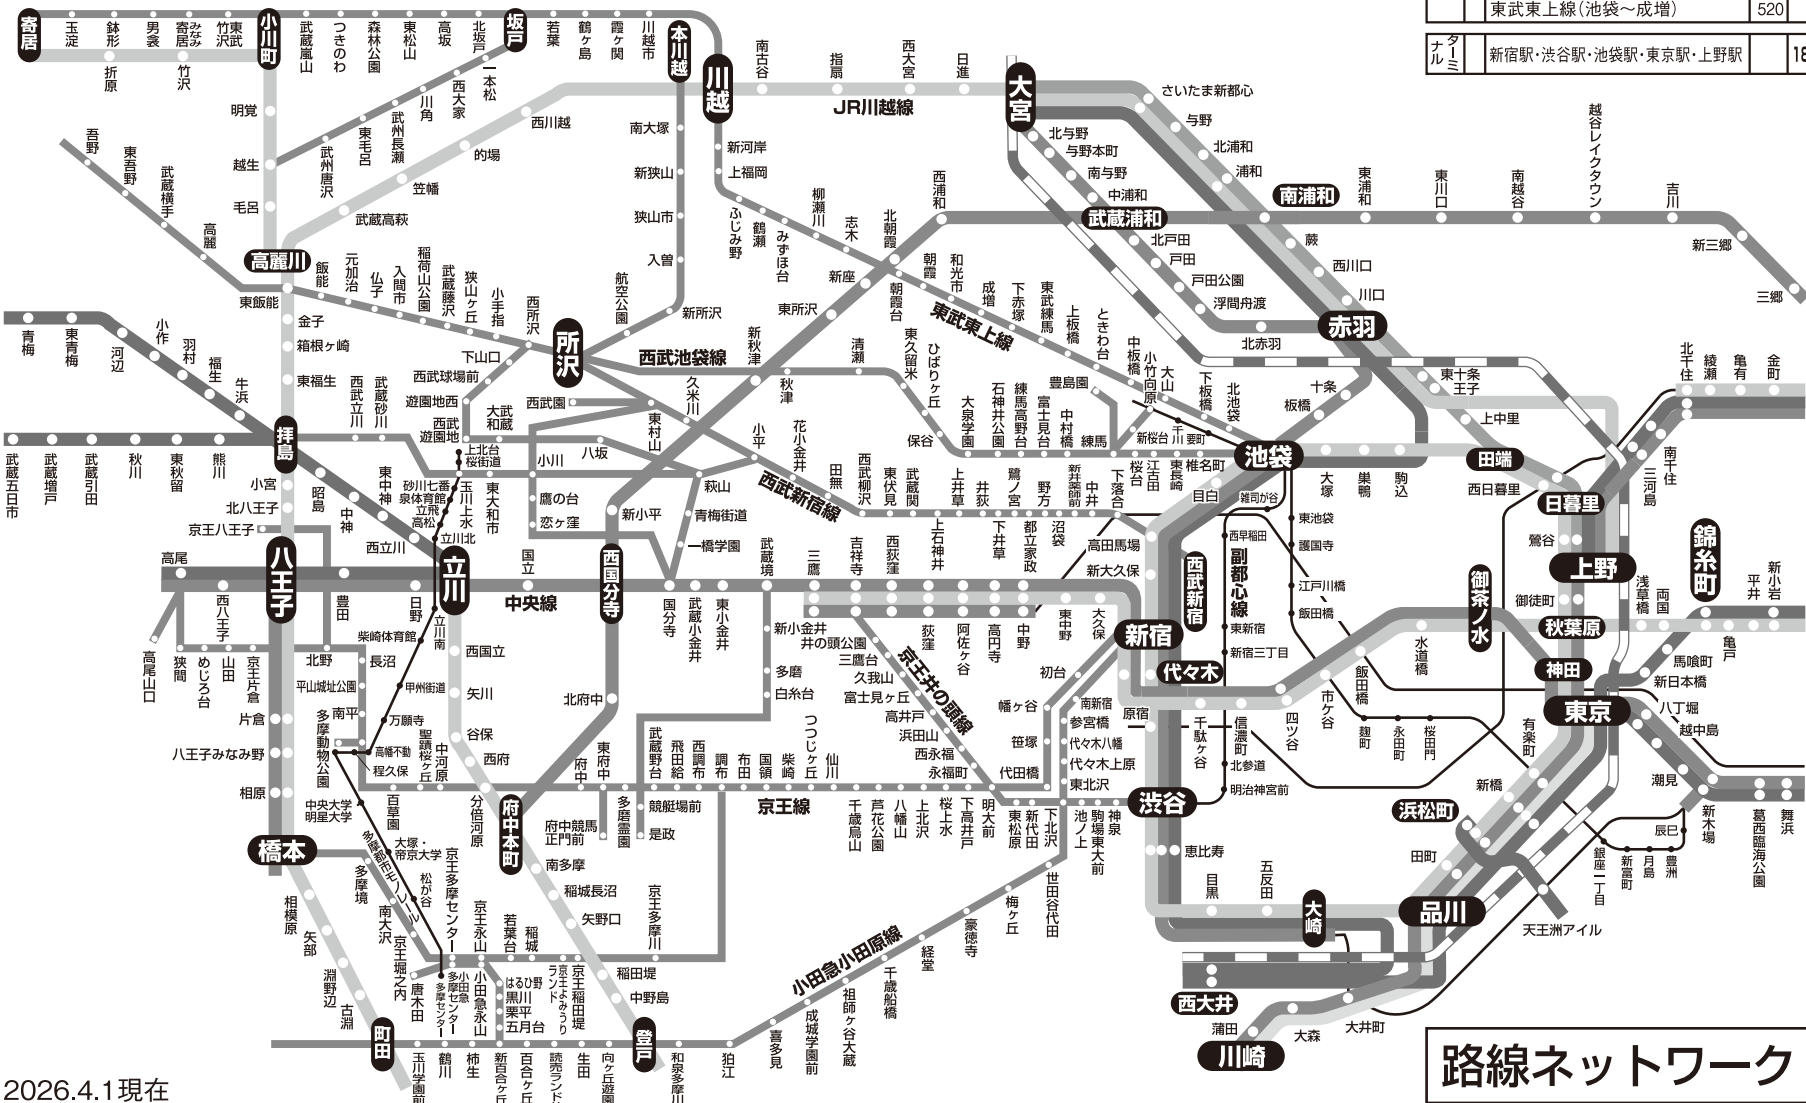 東武東上線(池袋～成増) 520
ターミナル 新宿駅・渋谷駅・池袋駅・東京駅・上野駅 18
寄居
玉淀
鉢形
男衾
みなみ寄居
東武竹沢
小川町
武蔵嵐山
つきのわ
森林公園
東松山
高坂
北坂戸
坂戸
若葉
鶴ヶ島
霞ヶ関
川越市
本川越
川越
南古谷
指扇
西大宮
日進
大宮
JR川越線
折原
竹沢
明覚
越生
毛呂
高麗川
一本松
西大家
川角
武州長瀬
東毛呂
武州唐沢
西川越
的場
笠幡
武蔵高萩
吾野
東吾野
武蔵横手
高麗
東飯能
飯能
元加治
仏子
入間市
稲荷山公園
武蔵藤沢
狭山ヶ丘
小手指
西所沢
所沢
航空公園
新所沢
入曽
狭山市
新狭山
南大塚
新河岸
上福岡
ふじみ野
鶴瀬
みずほ台
柳瀬川
志木
朝霞台
朝霞
和光市
成増
下赤塚
東武練馬
上板橋
ときわ台
中板橋
大山
下板橋
北池袋
東武東上線
さいたま新都心
与野
北浦和
浦和
南浦和
蕨
西川口
川口
赤羽
北与野
与野本町
南与野
中浦和
武蔵浦和
北戸田
戸田
戸田公園
浮間舟渡
北赤羽
西浦和
北朝霞
新座
東所沢
新秋津
東浦和
東川口
南越谷
越谷レイクタウン
吉川
新三郷
三郷
青梅
東青梅
河辺
小作
羽村
福生
牛浜
拝島
金子
箱根ヶ崎
東福生
武蔵五日市
武蔵増戸
武蔵引田
秋川
東秋留
熊川
小宮
北八王子
京王八王子
昭島
中神
東中神
西立川
立川
西武立川
武蔵砂川
西武球場前
下山口
遊園地西
西武遊園地
武蔵大和
上北台
桜街道
玉川上水
砂川七番
泉体育館
立飛
高松
立川北
東大和市
小川
八坂
西武園
東村山
久米川
萩山
小平
花小金井
田無
西武柳沢
東伏見
武蔵関
上石神井
上井草
井荻
下井草
鷺ノ宮
都立家政
野方
沼袋
新井薬師前
中井
下落合
高田馬場
西武新宿線
西武池袋線
秋津
清瀬
東久留米
ひばりヶ丘
保谷
大泉学園
石神井公園
練馬高野台
富士見台
中村橋
練馬
豊島園
小竹向原
新桜台
千川
要町
桜台
江古田
東長崎
椎名町
池袋
十条
板橋
東十条
王子
上中里
田端
大塚
巣鴨
駒込
西日暮里
日暮里
北千住
綾瀬
亀有
金町
南千住
三河島
鶯谷
上野
御徒町
秋葉原
神田
東京
鷹の台
恋ヶ窪
新小平
青梅街道
一橋学園
高尾
西八王子
八王子
豊田
日野
国立
中央線
西国分寺
国分寺
武蔵小金井
東小金井
武蔵境
三鷹
吉祥寺
西荻窪
荻窪
阿佐ヶ谷
高円寺
中野
東中野
大久保
新大久保
新宿
西武新宿
代々木
目白
雑司が谷
東池袋
護国寺
江戸川橋
飯田橋
西早稲田
副都心線
東新宿
新宿三丁目
北参道
明治神宮前
原宿
千駄ヶ谷
信濃町
四ツ谷
市ケ谷
飯田橋
水道橋
御茶ノ水
浅草橋
両国
錦糸町
亀戸
平井
新小岩
馬喰町
新日本橋
八丁堀
越中島
潮見
新木場
葛西臨海公園
舞浜
麹町
永田町
桜田門
有楽町
新橋
浜松町
田町
品川
銀座一丁目
新富町
月島
豊洲
辰巳
天王洲アイル
高尾山口
狭間
めじろ台
山田
京王片倉
北野
長沼
平山城址公園
南平
多摩動物公園
高幡不動
程久保
万願寺
甲州街道
柴崎体育館
立川南
片倉
八王子みなみ野
相原
橋本
中央大学
明星大学
大塚・帝京大学
多摩都市モノレール
松が谷
多摩センター
百草園
聖蹟桜ヶ丘
中河原
分倍河原
府中
西国立
矢川
谷保
西府
府中本町
北府中
南多摩
稲城長沼
矢野口
稲田堤
中野島
登戸
東府中
府中競馬正門前
多磨霊園
武蔵野台
飛田給
西調布
調布
布田
国領
柴崎
つつじヶ丘
仙川
千歳烏山
芦花公園
八幡山
上北沢
桜上水
下高井戸
明大前
代田橋
笹塚
幡ヶ谷
初台
京王線
新小金井
多磨
白糸台
競艇場前
是政
井の頭公園
三鷹台
久我山
富士見ヶ丘
高井戸
浜田山
西永福
永福町
東松原
新代田
下北沢
池ノ上
駒場東大前
神泉
渋谷
京王井の頭線
南新宿
参宮橋
代々木八幡
代々木上原
東北沢
世田谷代田
梅ヶ丘
豪徳寺
経堂
千歳船橋
祖師ヶ谷大蔵
成城学園前
喜多見
狛江
和泉多摩川
小田急小田原線
恵比寿
目黒
五反田
大崎
西大井
大井町
大森
蒲田
川崎
多摩境
南大沢
京王堀之内
京王多摩センター
京王永山
若葉台
稲城
京王よみうりランド
京王稲田堤
京王多摩川
唐木田
小田急多摩センター
小田急永山
はるひ野
黒川
栗平
五月台
相模原
矢部
淵野辺
古淵
町田
玉川学園前
鶴川
柿生
新百合ヶ丘
百合ヶ丘
読売ランド
生田
向ヶ丘遊園
2026.4.1現在
路線ネットワーク